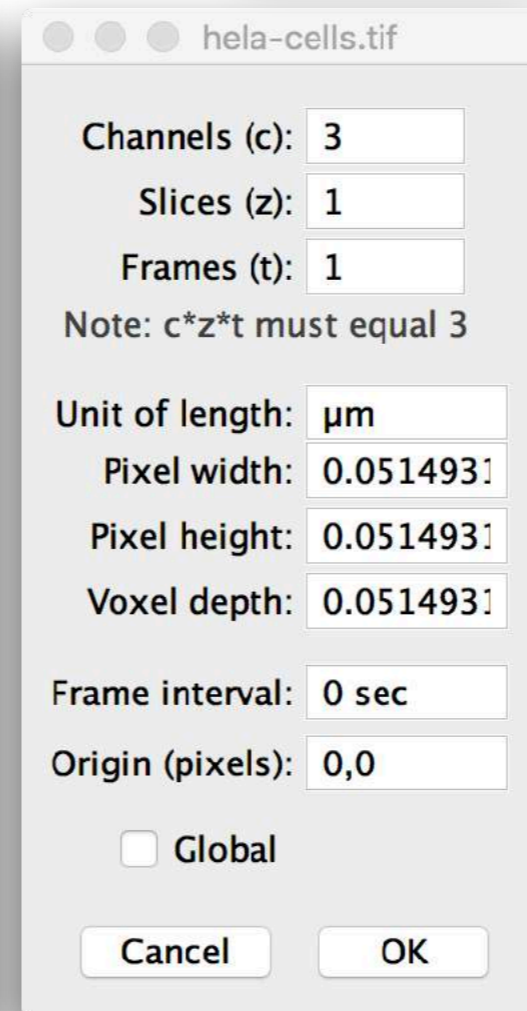 hela-cells.tif
Channels (c): 3
Slices (z): 1
Frames (t): 1
Note: c*z*t must equal 3
Unit of length: µm
Pixel width: 0.0514931
Pixel height: 0.0514931
Voxel depth: 0.0514931
Frame interval: 0 sec
Origin (pixels): 0,0
Global
Cancel OK